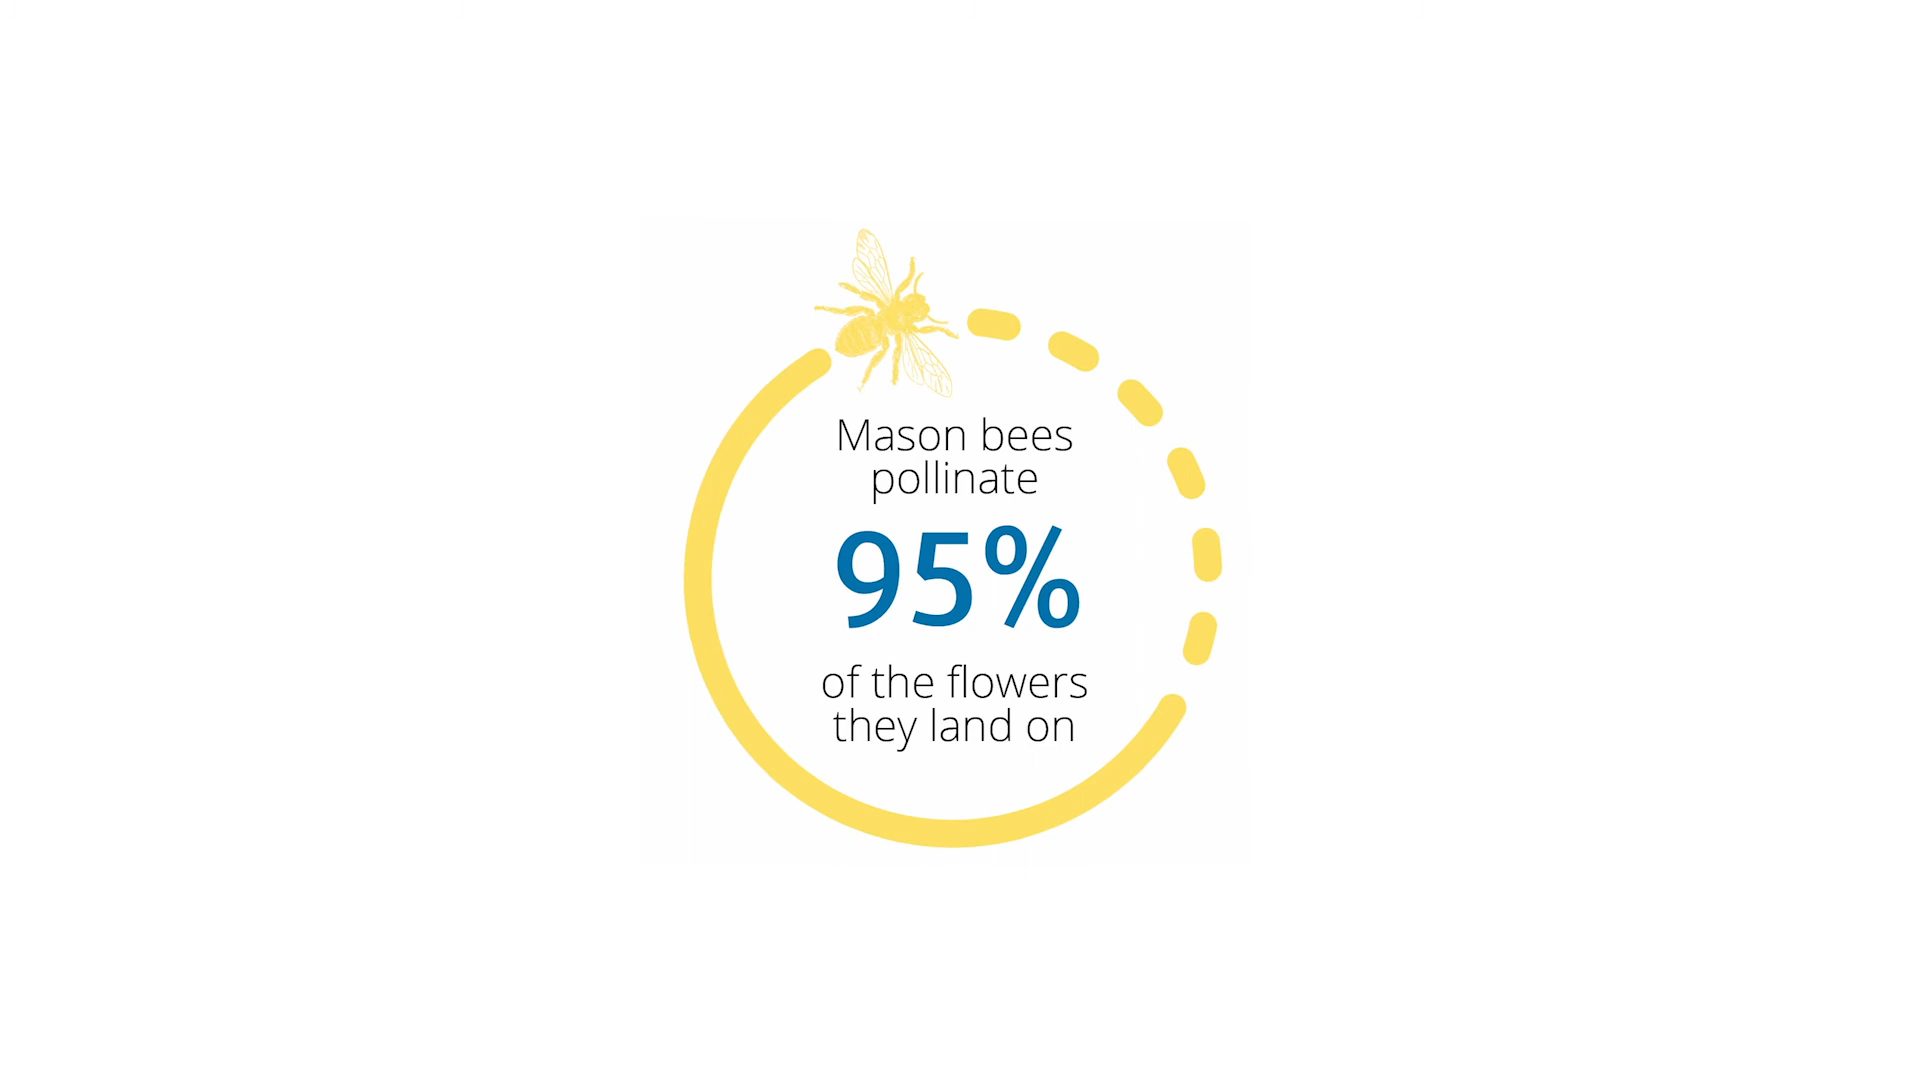 Mason bees
pollinate
95%
of the flowers
they land on